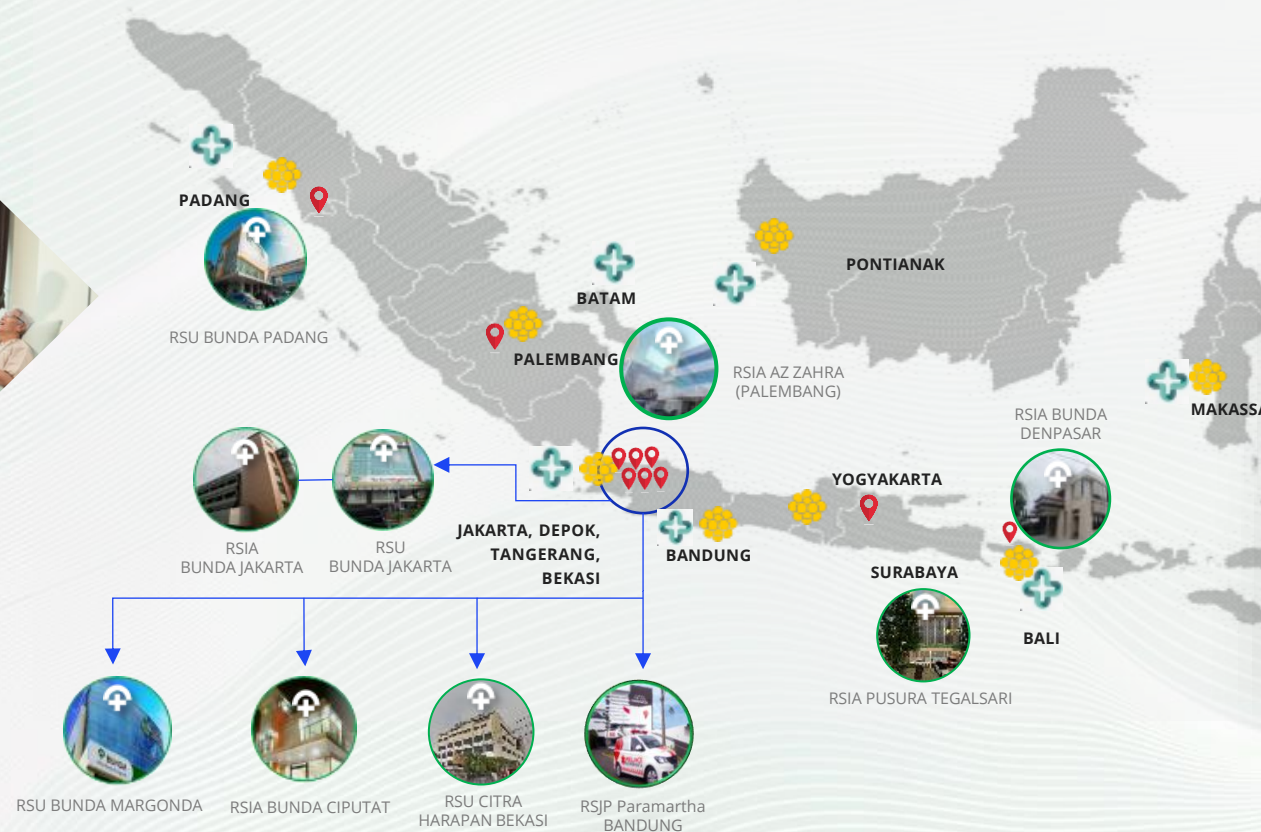 PADANG
RSU BUNDA PADANG
BATAM
PONTIANAK
PALEMBANG
RSIA AZ ZAHRA
(PALEMBANG)
MAKASSA
RSIA BUNDA
DENPASAR
YOGYAKARTA
RSIA
BUNDA JAKARTA
RSU
BUNDA JAKARTA
JAKARTA, DEPOK,
TANGERANG,
BEKASI
BANDUNG
SURABAYA
BALI
RSIA PUSURA TEGALSARI
RSU BUNDA MARGONDA
RSIA BUNDA CIPUTAT
RSU CITRA
HARAPAN BEKASI
RSJP Paramartha
BANDUNG